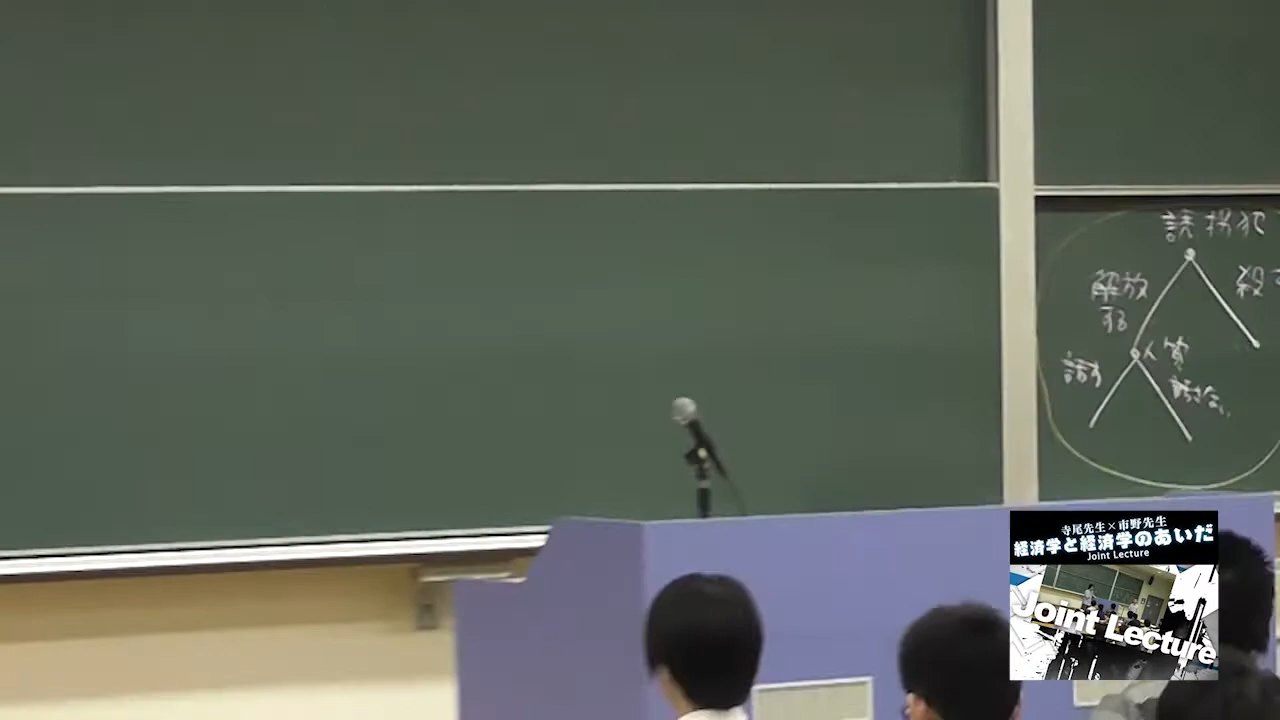 誘拐犯
解放
する
殺す
人質
話す
話さない
寺尾先生×市野先生
経済学と経済学のあいだ
Joint Lecture
Joint Lecture